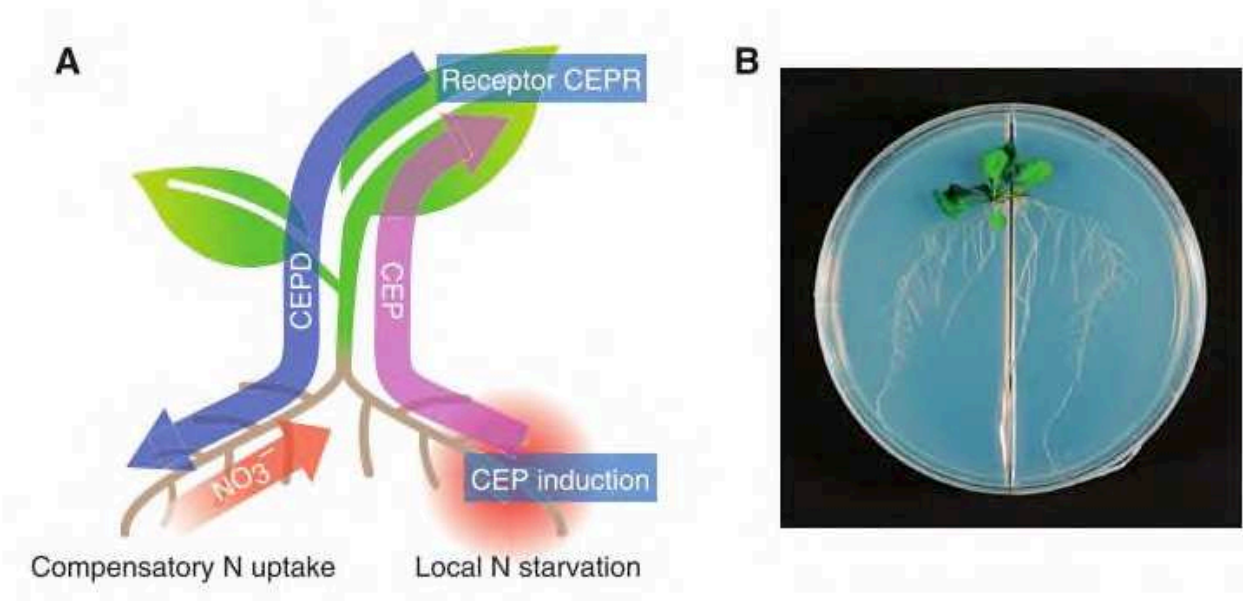 A
B
Receptor CEPR
CEPD
CEP
NO3⁻
CEP induction
Compensatory N uptake
Local N starvation